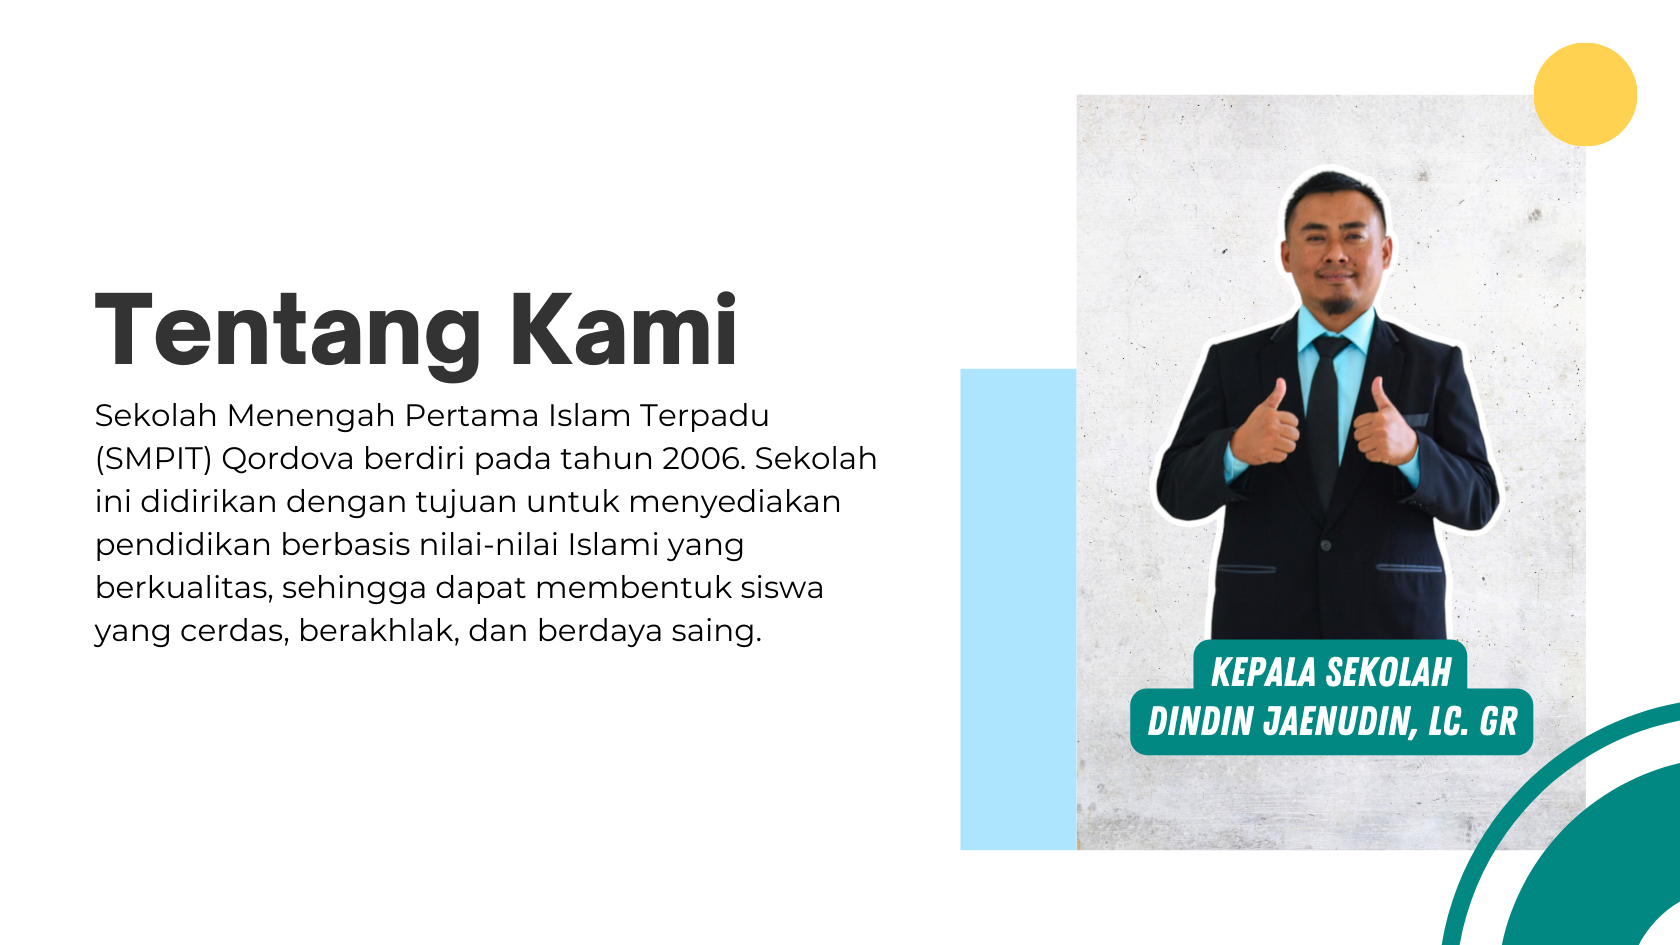 Tentang Kami
Sekolah Menengah Pertama Islam Terpadu
(SMPIT) Qordova berdiri pada tahun 2006. Sekolah
ini didirikan dengan tujuan untuk menyediakan
pendidikan berbasis nilai-nilai Islami yang
berkualitas, sehingga dapat membentuk siswa
yang cerdas, berakhlak, dan berdaya saing.
KEPALA SEKOLAH
DINDIN JAENUDIN, LC. GR